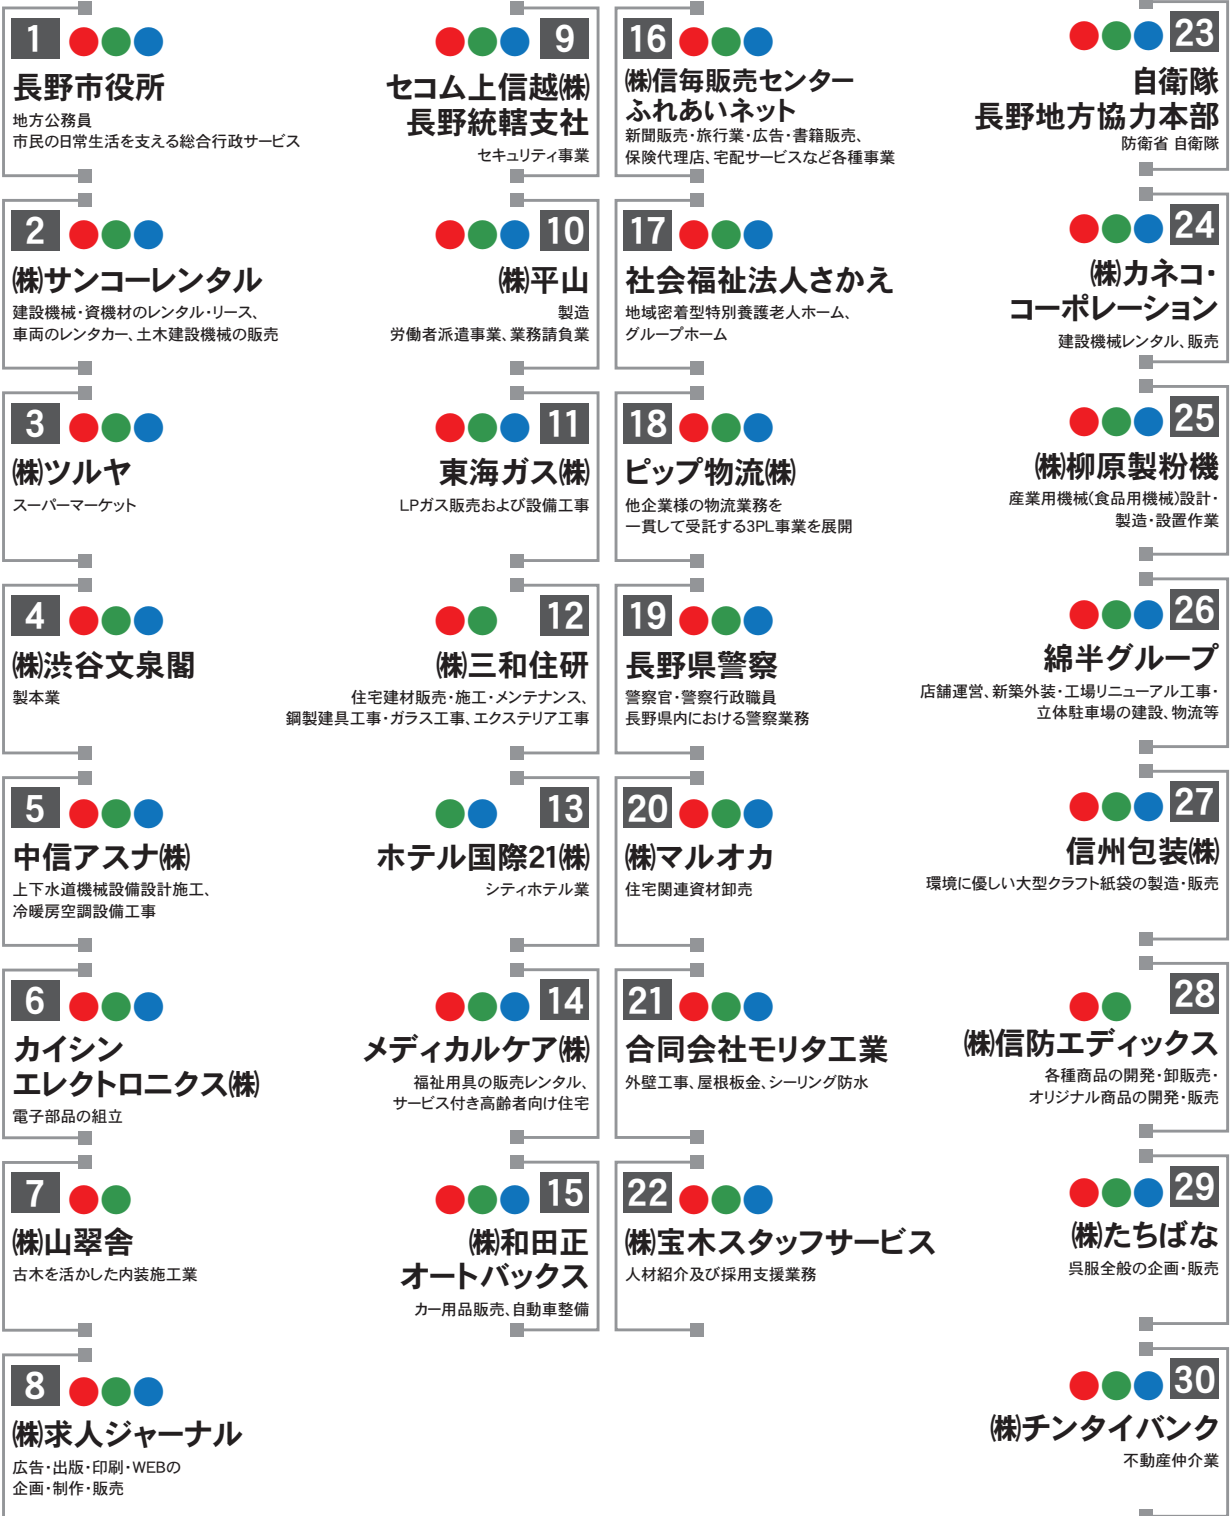 1
長野市役所
地方公務員
市民の日常生活を支える総合行政サービス
2
㈱サンコーレンタル
建設機械・資機材のレンタル・リース、
車両のレンタカー、土木建設機械の販売
3
㈱ツルヤ
スーパーマーケット
4
㈱渋谷文泉閣
製本業
5
中信アスナ㈱
上下水道機械設備設計施工、
冷暖房空調設備工事
6
カイシン
エレクトロニクス㈱
電子部品の組立
7
㈱山翠舎
古木を活かした内装施工業
8
㈱求人ジャーナル
広告・出版・印刷・WEBの
企画・制作・販売
9
セコム上信越㈱
長野統轄支社
セキュリティ事業
10
㈱平山
製造
労働者派遣事業、業務請負業
11
東海ガス㈱
LPガス販売および設備工事
12
㈱三和住研
住宅建材販売・施工・メンテナンス、
鋼製建具工事・ガラス工事、エクステリア工事
13
ホテル国際21㈱
シティホテル業
14
メディカルケア㈱
福祉用具の販売レンタル、
サービス付き高齢者向け住宅
15
㈱和田正
オートバックス
カー用品販売、自動車整備
16
㈱信毎販売センター
ふれあいネット
新聞販売・旅行業・広告・書籍販売、
保険代理店、宅配サービスなど各種事業
17
社会福祉法人さかえ
地域密着型特別養護老人ホーム、
グループホーム
18
ピップ物流㈱
他企業様の物流業務を
一貫して受託する3PL事業を展開
19
長野県警察
警察官・警察行政職員
長野県内における警察業務
20
㈱マルオカ
住宅関連資材卸売
21
合同会社モリタ工業
外壁工事、屋根板金、シーリング防水
22
㈱宝木スタッフサービス
人材紹介及び採用支援業務
23
自衛隊
長野地方協力本部
防衛省 自衛隊
24
㈱カネコ・
コーポレーション
建設機械レンタル、販売
25
㈱柳原製粉機
産業用機械(食品用機械)設計・
製造・設置作業
26
綿半グループ
店舗運営、新築外装・工場リニューアル工事・
立体駐車場の建設、物流等
27
信州包装㈱
環境に優しい大型クラフト紙袋の製造・販売
28
㈱信防エディックス
各種商品の開発・卸販売・
オリジナル商品の開発・販売
29
㈱たちばな
呉服全般の企画・販売
30
㈱チンタイバンク
不動産仲介業